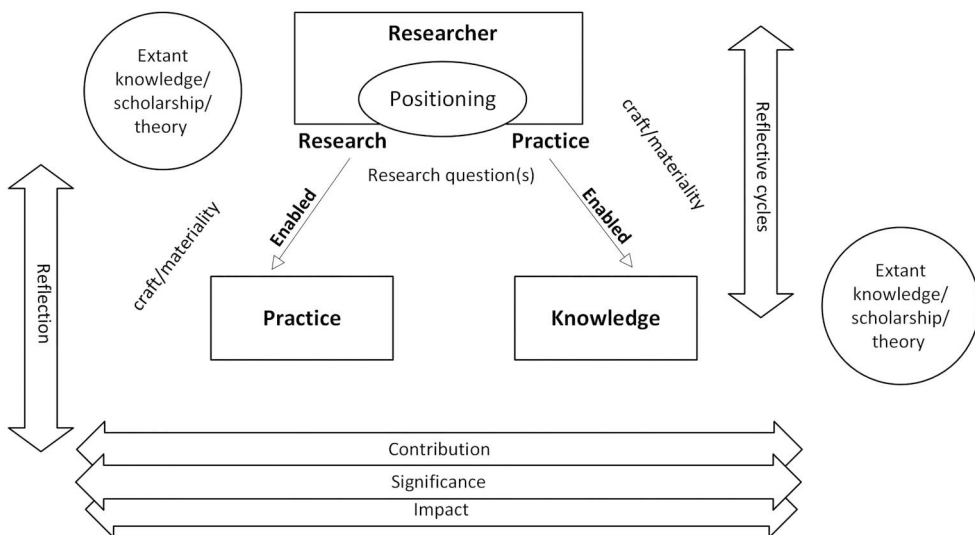 Extant
knowledge/
scholarship/
theory
Researcher
Positioning
Research
Practice
Research question(s)
Enabled
Enabled
craft/materiality
craft/materiality
Reflective cycles
Reflection
Practice
Knowledge
Extant
knowledge/
scholarship/
theory
Contribution
Significance
Impact